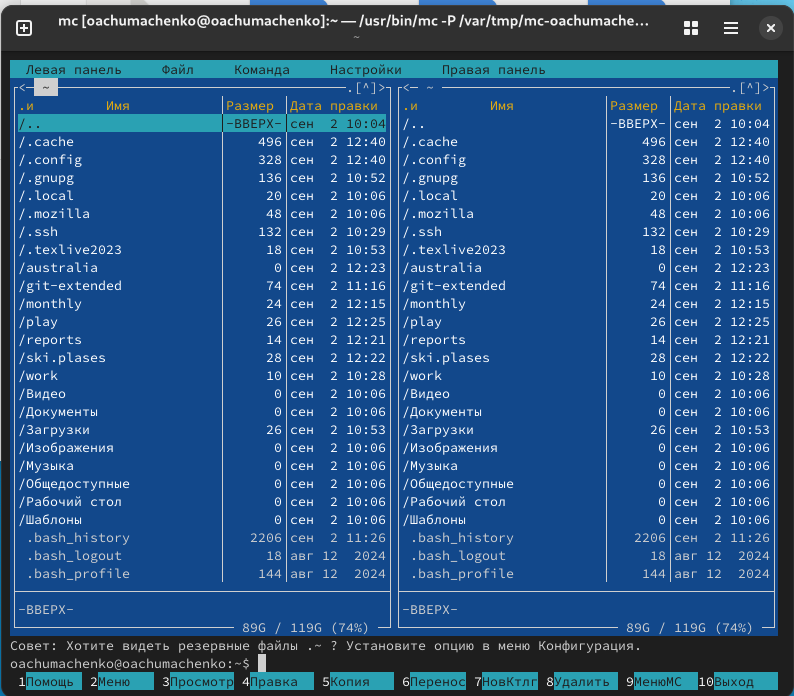 mc [oachumachenko@oachumachenko]:~ — /usr/bin/mc -P /var/tmp/mc-oachumache…
~
Левая панель Файл Команда Настройки Правая панель
<— ~ .[^]> <— ~ .[^]>
.и Имя Размер Дата правки .и Имя Размер Дата правки
/.. -ВВЕРХ- сен 2 10:04 /.. -ВВЕРХ- сен 2 10:04
/.cache 496 сен 2 12:40 /.cache 496 сен 2 12:40
/.config 328 сен 2 12:40 /.config 328 сен 2 12:40
/.gnupg 136 сен 2 10:52 /.gnupg 136 сен 2 10:52
/.local 20 сен 2 10:06 /.local 20 сен 2 10:06
/.mozilla 48 сен 2 10:06 /.mozilla 48 сен 2 10:06
/.ssh 132 сен 2 10:29 /.ssh 132 сен 2 10:29
/.texlive2023 18 сен 2 10:53 /.texlive2023 18 сен 2 10:53
/australia 0 сен 2 12:23 /australia 0 сен 2 12:23
/git-extended 74 сен 2 11:16 /git-extended 74 сен 2 11:16
/monthly 24 сен 2 12:15 /monthly 24 сен 2 12:15
/play 26 сен 2 12:25 /play 26 сен 2 12:25
/reports 14 сен 2 12:21 /reports 14 сен 2 12:21
/ski.plases 28 сен 2 12:22 /ski.plases 28 сен 2 12:22
/work 10 сен 2 10:28 /work 10 сен 2 10:28
/Видео 0 сен 2 10:06 /Видео 0 сен 2 10:06
/Документы 0 сен 2 10:06 /Документы 0 сен 2 10:06
/Загрузки 26 сен 2 10:53 /Загрузки 26 сен 2 10:53
/Изображения 0 сен 2 10:06 /Изображения 0 сен 2 10:06
/Музыка 0 сен 2 10:06 /Музыка 0 сен 2 10:06
/Общедоступные 0 сен 2 10:06 /Общедоступные 0 сен 2 10:06
/Рабочий стол 0 сен 2 10:06 /Рабочий стол 0 сен 2 10:06
/Шаблоны 0 сен 2 10:06 /Шаблоны 0 сен 2 10:06
.bash_history 2206 сен 2 11:26 .bash_history 2206 сен 2 11:26
.bash_logout 18 авг 12 2024 .bash_logout 18 авг 12 2024
.bash_profile 144 авг 12 2024 .bash_profile 144 авг 12 2024
-ВВЕРХ- -ВВЕРХ-
89G / 119G (74%) 89G / 119G (74%)
Совет: Хотите видеть резервные файлы .~ ? Установите опцию в меню Конфигурация.
oachumachenko@oachumachenko:~$
1Помощь 2Меню 3Просмотр 4Правка 5Копия 6Перенос 7НовКтлг 8Удалить 9МенюMC 10Выход